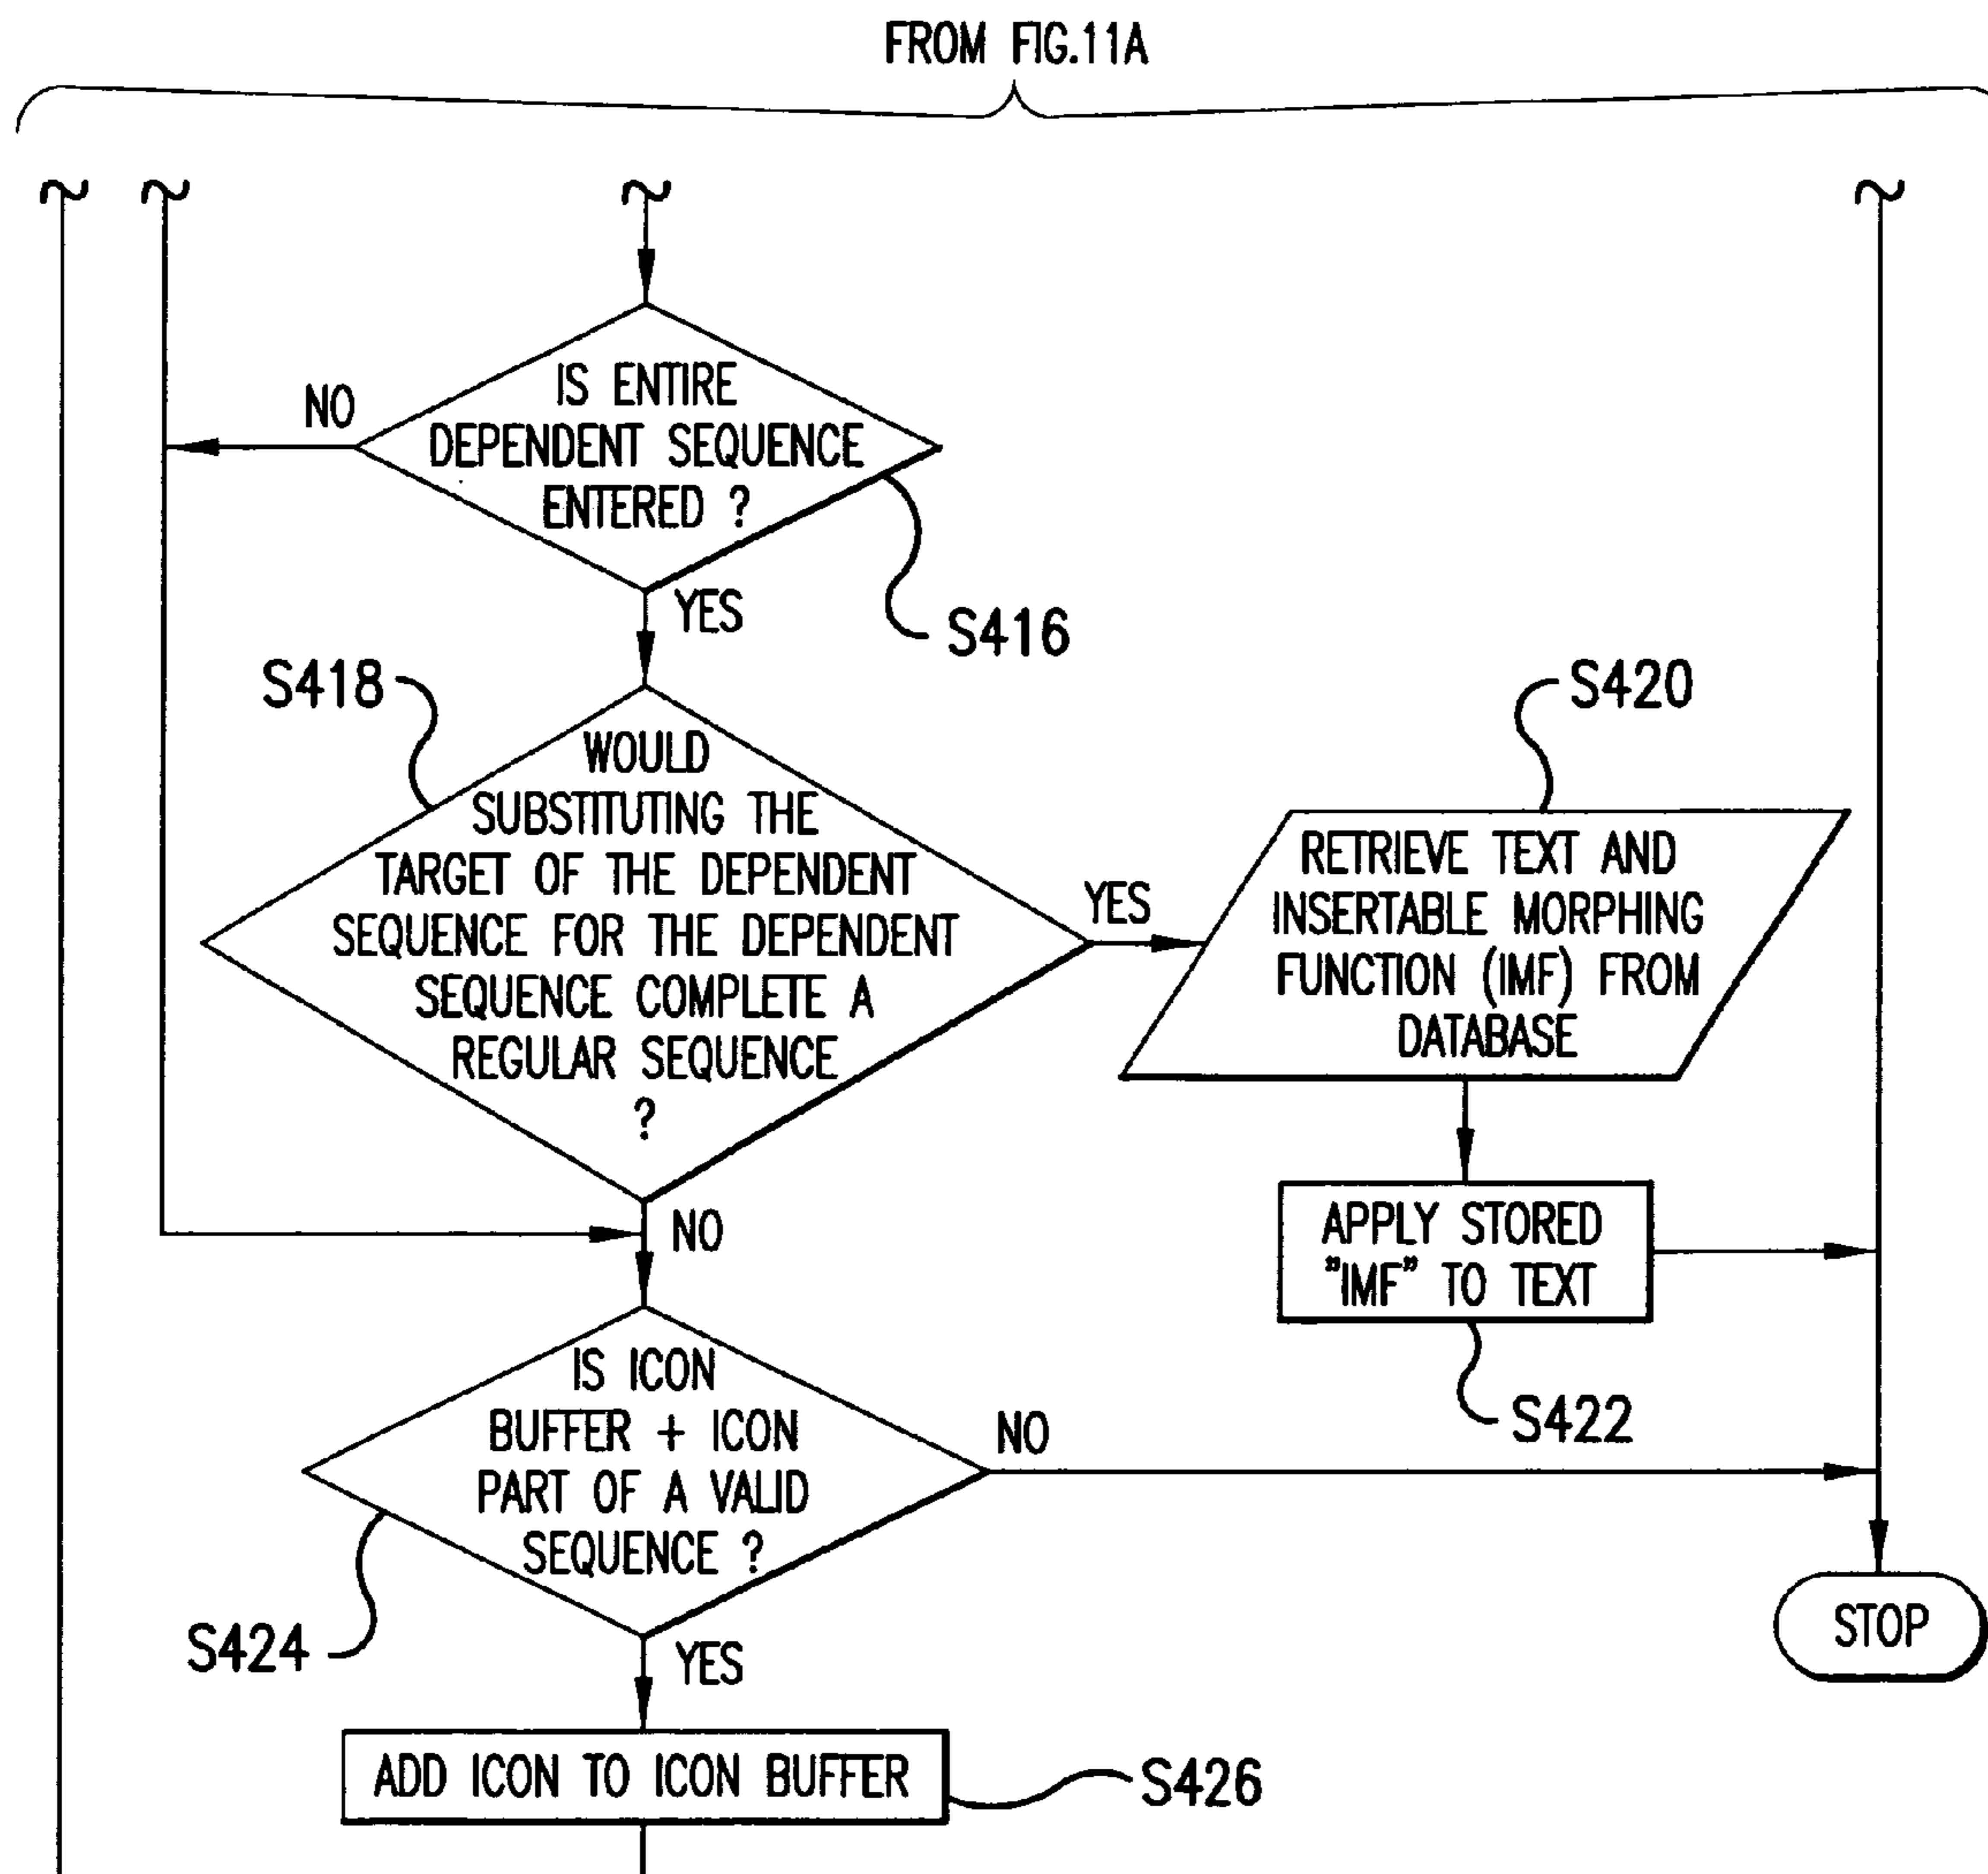 FROM FIG.11A
IS ENTIRE
DEPENDENT SEQUENCE
ENTERED ?
NO
YES
S416
S418
WOULD
SUBSTITUTING THE
TARGET OF THE DEPENDENT
SEQUENCE FOR THE DEPENDENT
SEQUENCE COMPLETE A
REGULAR SEQUENCE
?
YES
S420
RETRIEVE TEXT AND
INSERTABLE MORPHING
FUNCTION (IMF) FROM
DATABASE
NO
APPLY STORED
"IMF" TO TEXT
S422
IS ICON
BUFFER + ICON
PART OF A VALID
SEQUENCE ?
NO
S424
YES
STOP
ADD ICON TO ICON BUFFER
S426